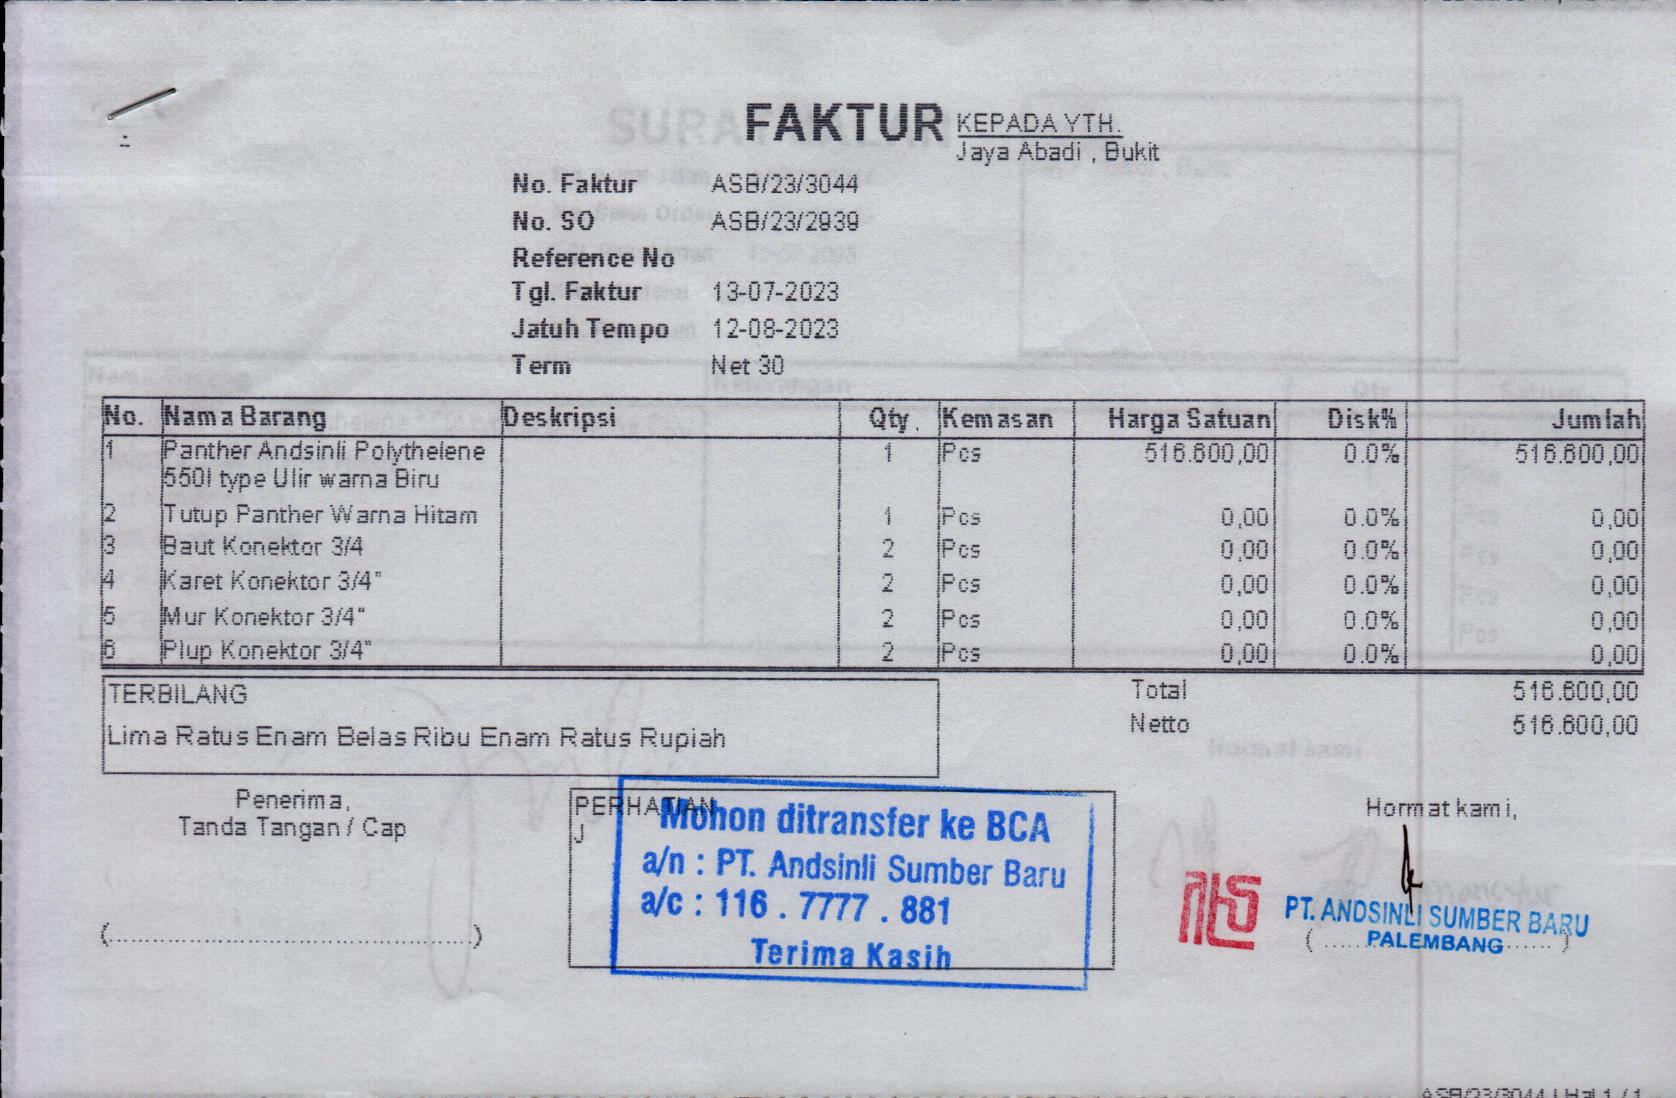 FAKTUR
KEPADA YTH.
Jaya Abadi , Bukit
No. Faktur ASB/23/3044
No. SO ASB/23/2939
Reference No
Tgl. Faktur 13-07-2023
Jatuh Tempo 12-08-2023
Term Net 30
No. Nama Barang Deskripsi Qty. Kemasan Harga Satuan Disk% Jumlah
1 Panther Andsinli Polythelene 1 Pcs 516.600,00 0.0% 516.600,00
550l type Ulir warna Biru
2 Tutup Panther Warna Hitam 1 Pcs 0,00 0.0% 0,00
3 Baut Konektor 3/4 2 Pcs 0,00 0.0% 0,00
4 Karet Konektor 3/4" 2 Pcs 0,00 0.0% 0,00
5 Mur Konektor 3/4" 2 Pcs 0,00 0.0% 0,00
6 Plup Konektor 3/4" 2 Pcs 0,00 0.0% 0,00
TERBILANG
Lima Ratus Enam Belas Ribu Enam Ratus Rupiah
Total 516.600,00
Netto 516.600,00
Penerima,
Tanda Tangan / Cap
(................................................)
PERHATIAN
J
Mohon ditransfer ke BCA
a/n : PT. Andsinli Sumber Baru
a/c : 116 . 7777 . 881
Terima Kasih
Hormat kami,
PT. ANDSINLI SUMBER BARU
PALEMBANG
ASB/23/3044 | Hal 1 / 1